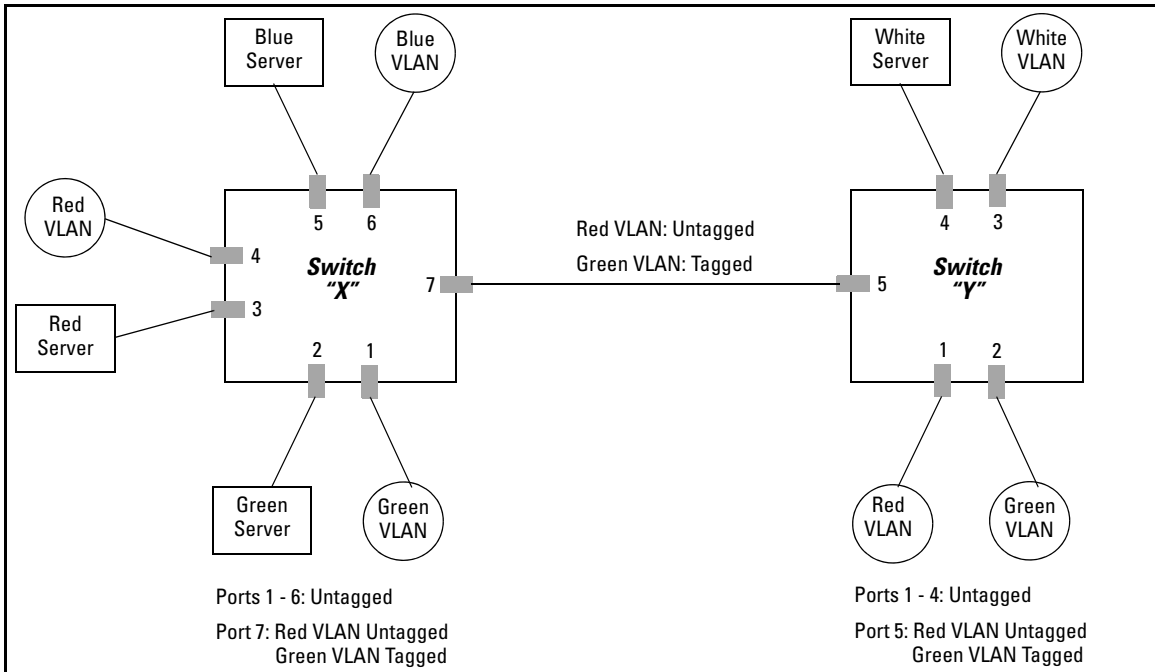 Blue
Server
Blue
VLAN
White
Server
White
VLAN
Red
VLAN
Red
Server
5
6
4
3
2
1
7
Switch
"X"
Red VLAN: Untagged
Green VLAN: Tagged
4
3
5
1
2
Switch
"Y"
Green
Server
Green
VLAN
Red
VLAN
Green
VLAN
Ports 1 - 6: Untagged
Port 7: Red VLAN Untagged
Green VLAN Tagged
Ports 1 - 4: Untagged
Port 5: Red VLAN Untagged
Green VLAN Tagged